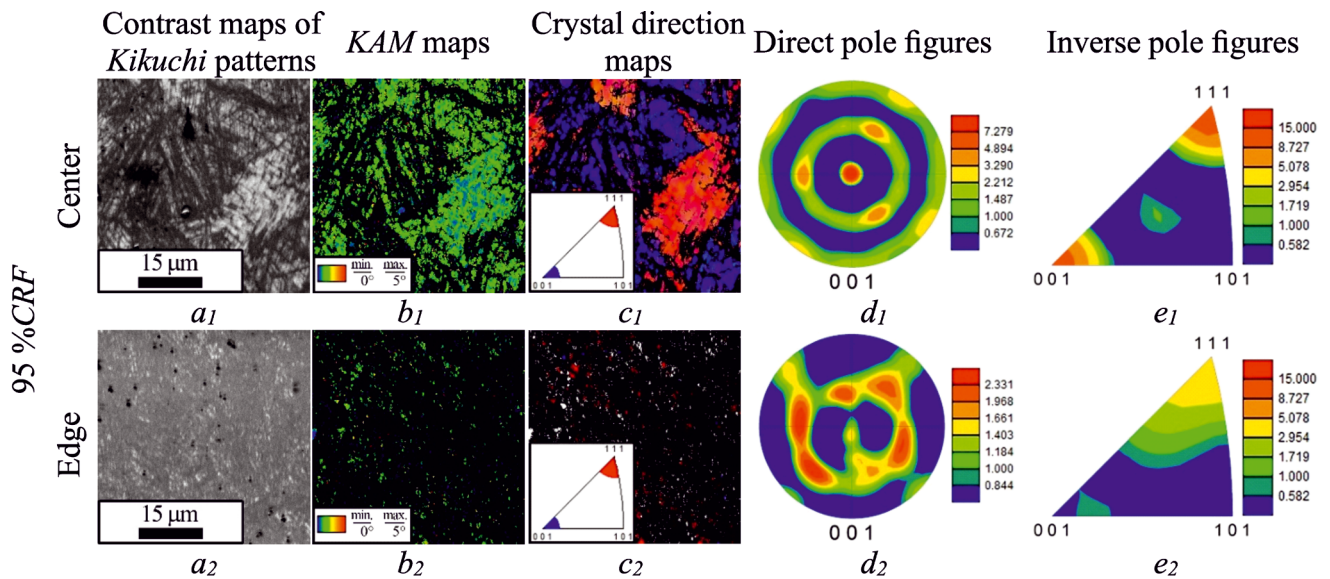 Contrast maps of
Kikuchi patterns
KAM maps
Crystal direction
maps
Direct pole figures
Inverse pole figures
95 %CRF
Center
15 µm
min.
0°
max.
5°
1 1 1
0 0 1
1 0 1
7.279
4.894
3.290
2.212
1.487
1.000
0.672
0 0 1
1 1 1
0 0 1
1 0 1
15.000
8.727
5.078
2.954
1.719
1.000
0.582
a1
b1
c1
d1
e1
Edge
15 µm
min.
0°
max.
5°
1 1 1
0 0 1
1 0 1
2.331
1.968
1.661
1.403
1.184
1.000
0.844
0 0 1
1 1 1
0 0 1
1 0 1
15.000
8.727
5.078
2.954
1.719
1.000
0.582
a2
b2
c2
d2
e2